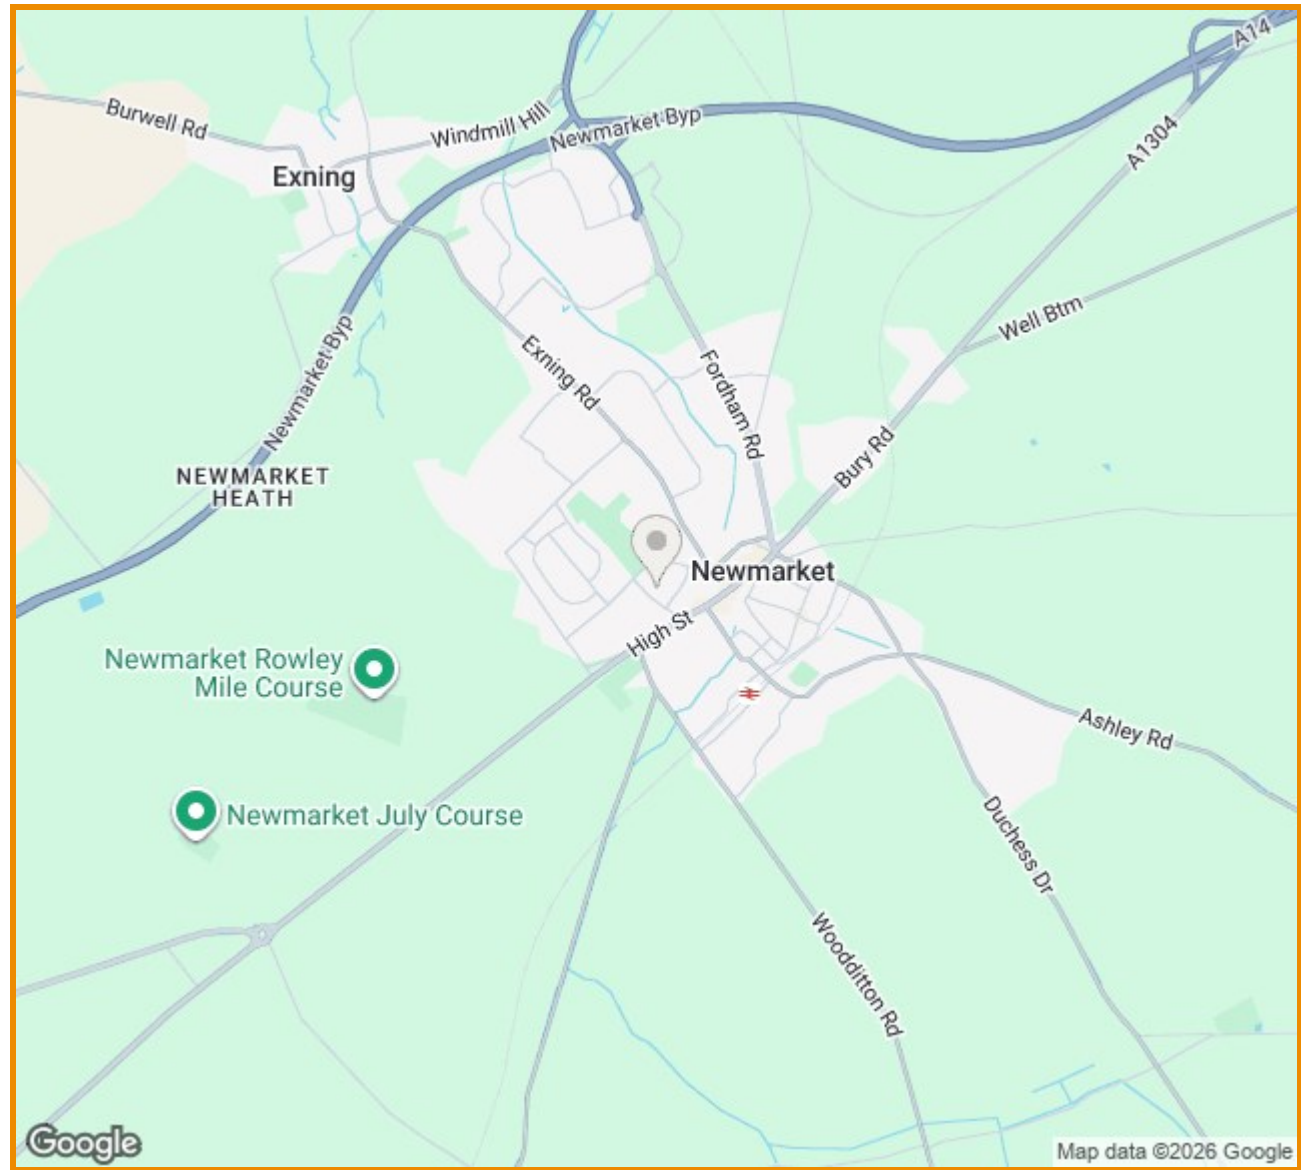 A14
Burwell Rd
Windmill Hill
Newmarket Byp
A1304
Exning
Well Btm
Newmarket Byp
Exning Rd
Fordham Rd
Bury Rd
NEWMARKET
HEATH
Newmarket
High St
Newmarket Rowley
Mile Course
Ashley Rd
Newmarket July Course
Duchess Dr
Woodditton Rd
Google
Map data ©2026 Google